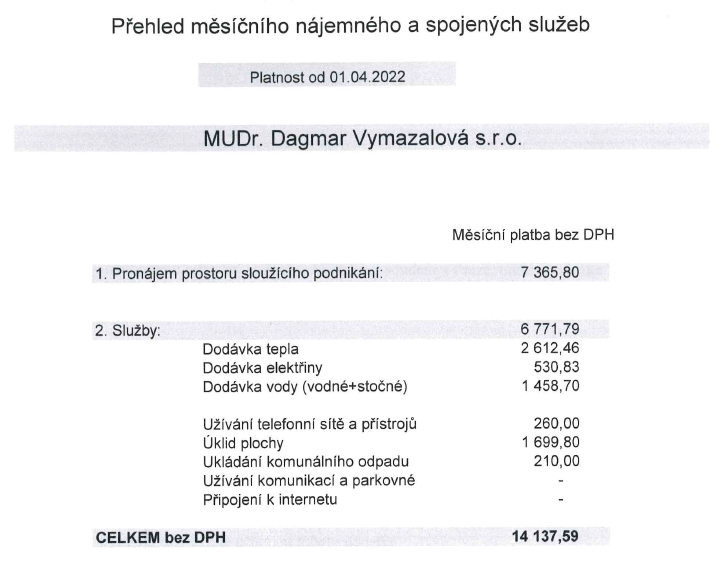 Přehled měsíčního nájemného a spojených služeb
Platnost od 01.04.2022
MUDr. Dagmar Vymazalová s.r.o.
Měsíční platba bez DPH
1. Pronájem prostoru sloužícího podnikání: 7 365,80
2. Služby: 6 771,79
Dodávka tepla 2 612,46
Dodávka elektřiny 530,83
Dodávka vody (vodné+stočné) 1 458,70
Užívání telefonní sítě a přístrojů 260,00
Úklid plochy 1 699,80
Ukládání komunálního odpadu 210,00
Užívání komunikací a parkovné -
Připojení k internetu -
CELKEM bez DPH 14 137,59